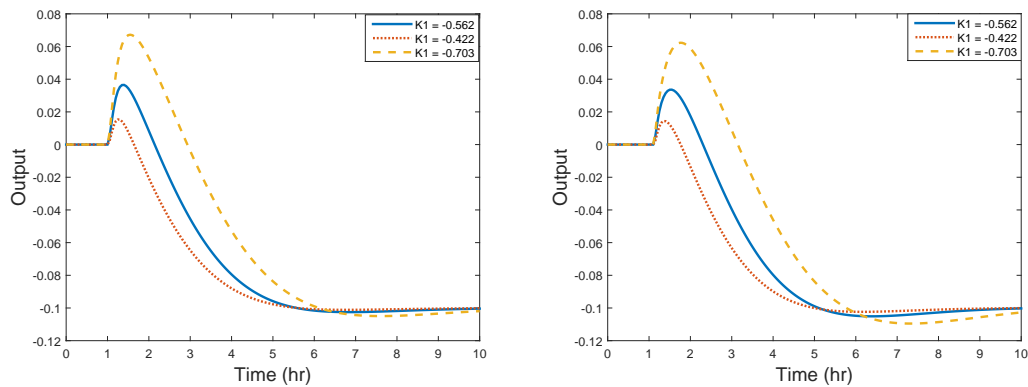 0.08
0.06
0.04
0.02
0
-0.02
-0.04
-0.06
-0.08
-0.1
-0.12
Output
0 1 2 3 4 5 6 7 8 9 10
Time (hr)
K1 = -0.562
K1 = -0.422
K1 = -0.703
0.08
0.06
0.04
0.02
0
-0.02
-0.04
-0.06
-0.08
-0.1
-0.12
Output
0 1 2 3 4 5 6 7 8 9 10
Time (hr)
K1 = -0.562
K1 = -0.422
K1 = -0.703